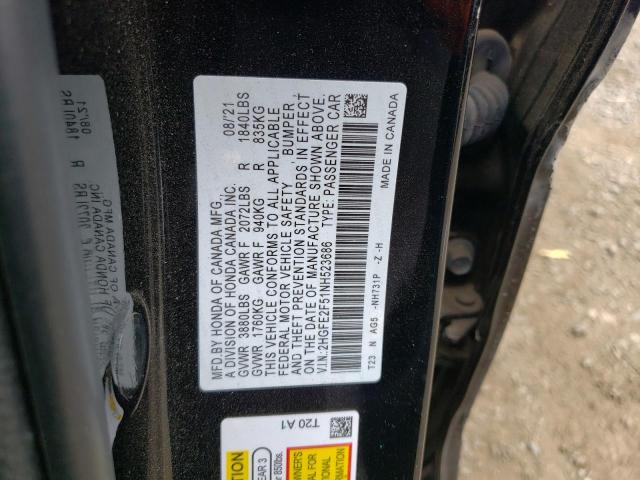 MFD.BY HONDA OF CANADA MFG.
A DIVISION OF HONDA CANADA INC. 08/21
GVWR 3880LBS GAWR F 2072LBS R 1840LBS
GVWR 1760KG GAWR F 940KG R 835KG
THIS VEHICLE CONFORMS TO ALL APPLICABLE
FEDERAL MOTOR VEHICLE SAFETY BUMPER
AND THEFT PREVENTION STANDARDS, IN EFFECT
ON THE DATE OF MANUFACTURE SHOWN ABOVE.
V.I.N.:2HGFE2F51NH523686 TYPE: PASSENGER CAR
T23 N AG5 -NH731P -Z -H
MADE IN CANADA
T20 A1